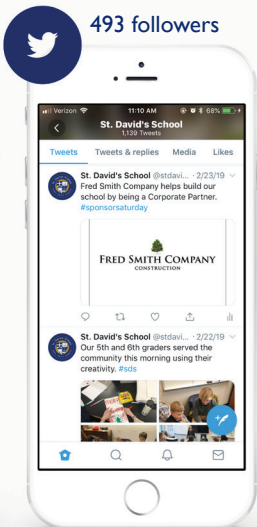 493 followers
Verizon
11:10 AM
68%
St. David's School
1,139 Tweets
Tweets
Tweets & replies
Media
Likes
St. David's School @stdavi... · 2/23/19
Fred Smith Company helps build our
school by being a Corporate Partner.
#sponsorsaturday
FRED SMITH COMPANY
CONSTRUCTION
St. David's School @stdavi... · 2/22/19
Our 5th and 6th graders served the
community this morning using their
creativity. #sds